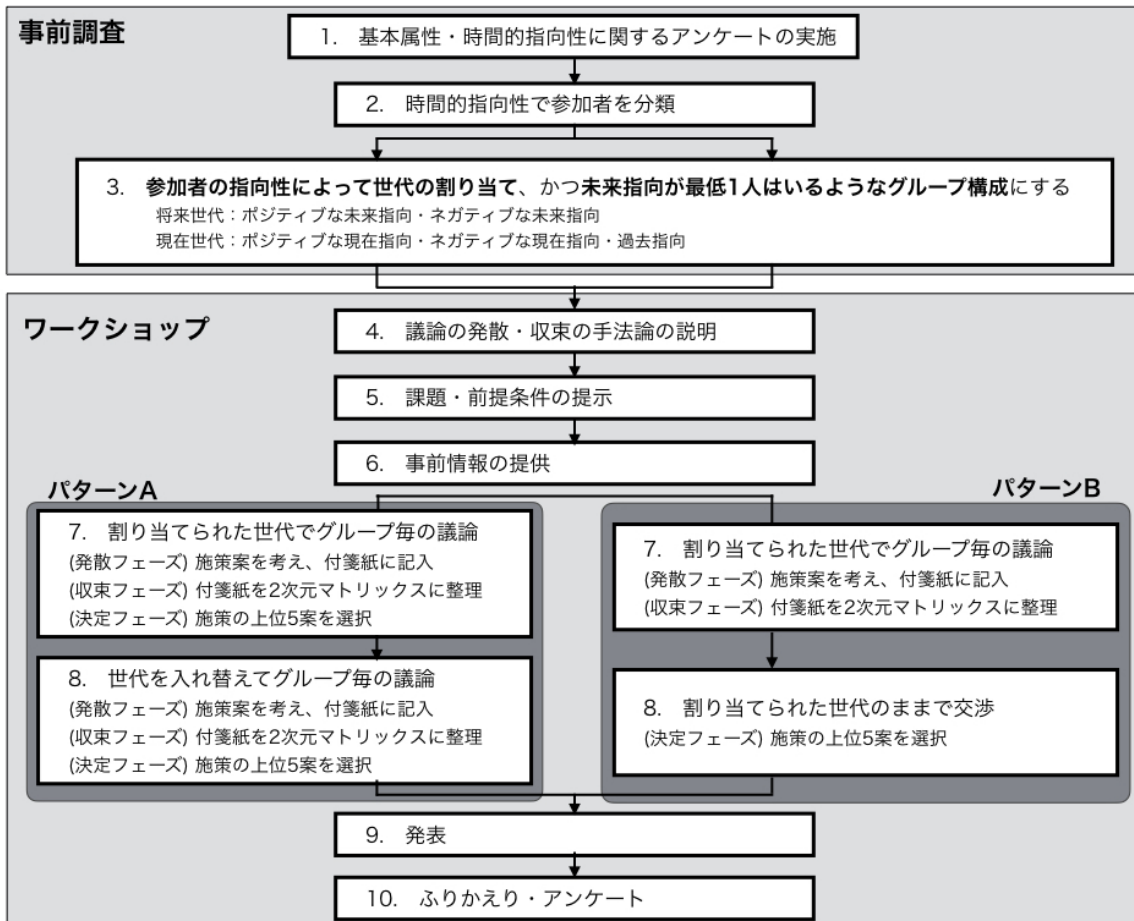 事前調査
1. 基本属性・時間的指向性に関するアンケートの実施
2. 時間的指向性で参加者を分類
3. 参加者の指向性によって世代の割り当て、かつ未来指向が最低1人はいるようなグループ構成にする
将来世代：ポジティブな未来指向・ネガティブな未来指向
現在世代：ポジティブな現在指向・ネガティブな現在指向・過去指向
ワークショップ
4. 議論の発散・収束の手法論の説明
5. 課題・前提条件の提示
6. 事前情報の提供
パターンA
7. 割り当てられた世代でグループ毎の議論
(発散フェーズ) 施策案を考え、付箋紙に記入
(収束フェーズ) 付箋紙を2次元マトリックスに整理
(決定フェーズ) 施策の上位5案を選択
8. 世代を入れ替えてグループ毎の議論
(発散フェーズ) 施策案を考え、付箋紙に記入
(収束フェーズ) 付箋紙を2次元マトリックスに整理
(決定フェーズ) 施策の上位5案を選択
パターンB
7. 割り当てられた世代でグループ毎の議論
(発散フェーズ) 施策案を考え、付箋紙に記入
(収束フェーズ) 付箋紙を2次元マトリックスに整理
8. 割り当てられた世代のままで交渉
(決定フェーズ) 施策の上位5案を選択
9. 発表
10. ふりかえり・アンケート